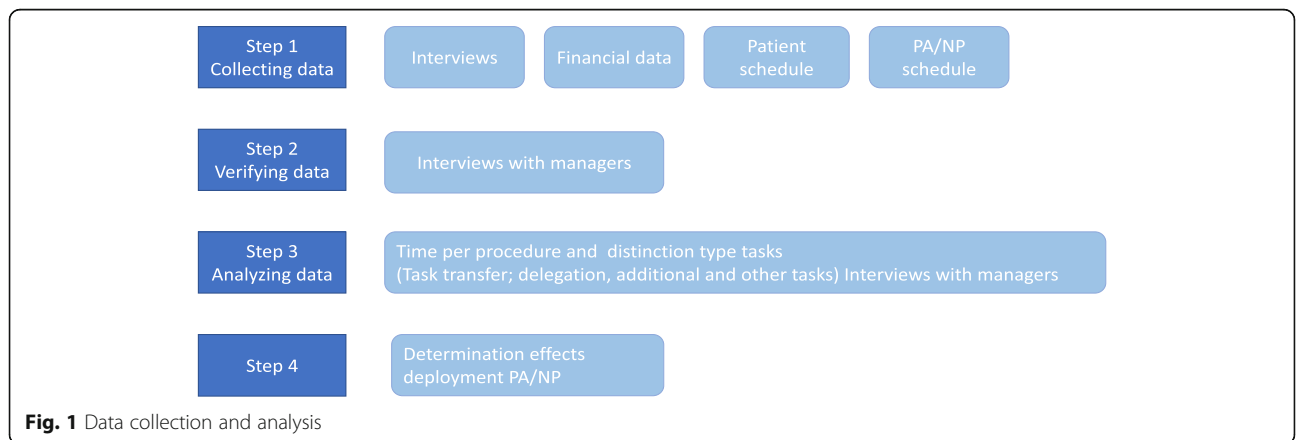 Step 1
Collecting data
Interviews
Financial data
Patient
schedule
PA/NP
schedule
Step 2
Verifying data
Interviews with managers
Step 3
Analyzing data
Time per procedure and distinction type tasks
(Task transfer; delegation, additional and other tasks) Interviews with managers
Step 4
Determination effects
deployment PA/NP
Fig. 1 Data collection and analysis